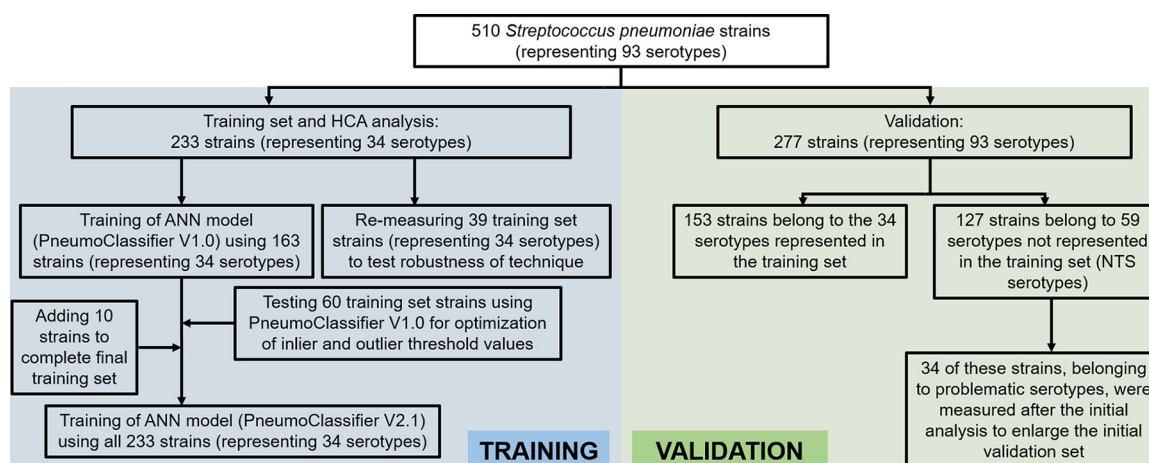 510 Streptococcus pneumoniae strains
(representing 93 serotypes)
Training set and HCA analysis:
233 strains (representing 34 serotypes)
Validation:
277 strains (representing 93 serotypes)
Training of ANN model
(PneumoClassifier V1.0) using 163
strains (representing 34 serotypes)
Re-measuring 39 training set
strains (representing 34 serotypes)
to test robustness of technique
153 strains belong to the 34
serotypes represented in
the training set
127 strains belong to 59
serotypes not represented
in the training set (NTS
serotypes)
Adding 10
strains to
complete final
training set
Testing 60 training set strains using
PneumoClassifier V1.0 for optimization
of inlier and outlier threshold values
34 of these strains, belonging
to problematic serotypes, were
measured after the initial
analysis to enlarge the initial
validation set
Training of ANN model (PneumoClassifier V2.1)
using all 233 strains (representing 34 serotypes)
TRAINING
VALIDATION